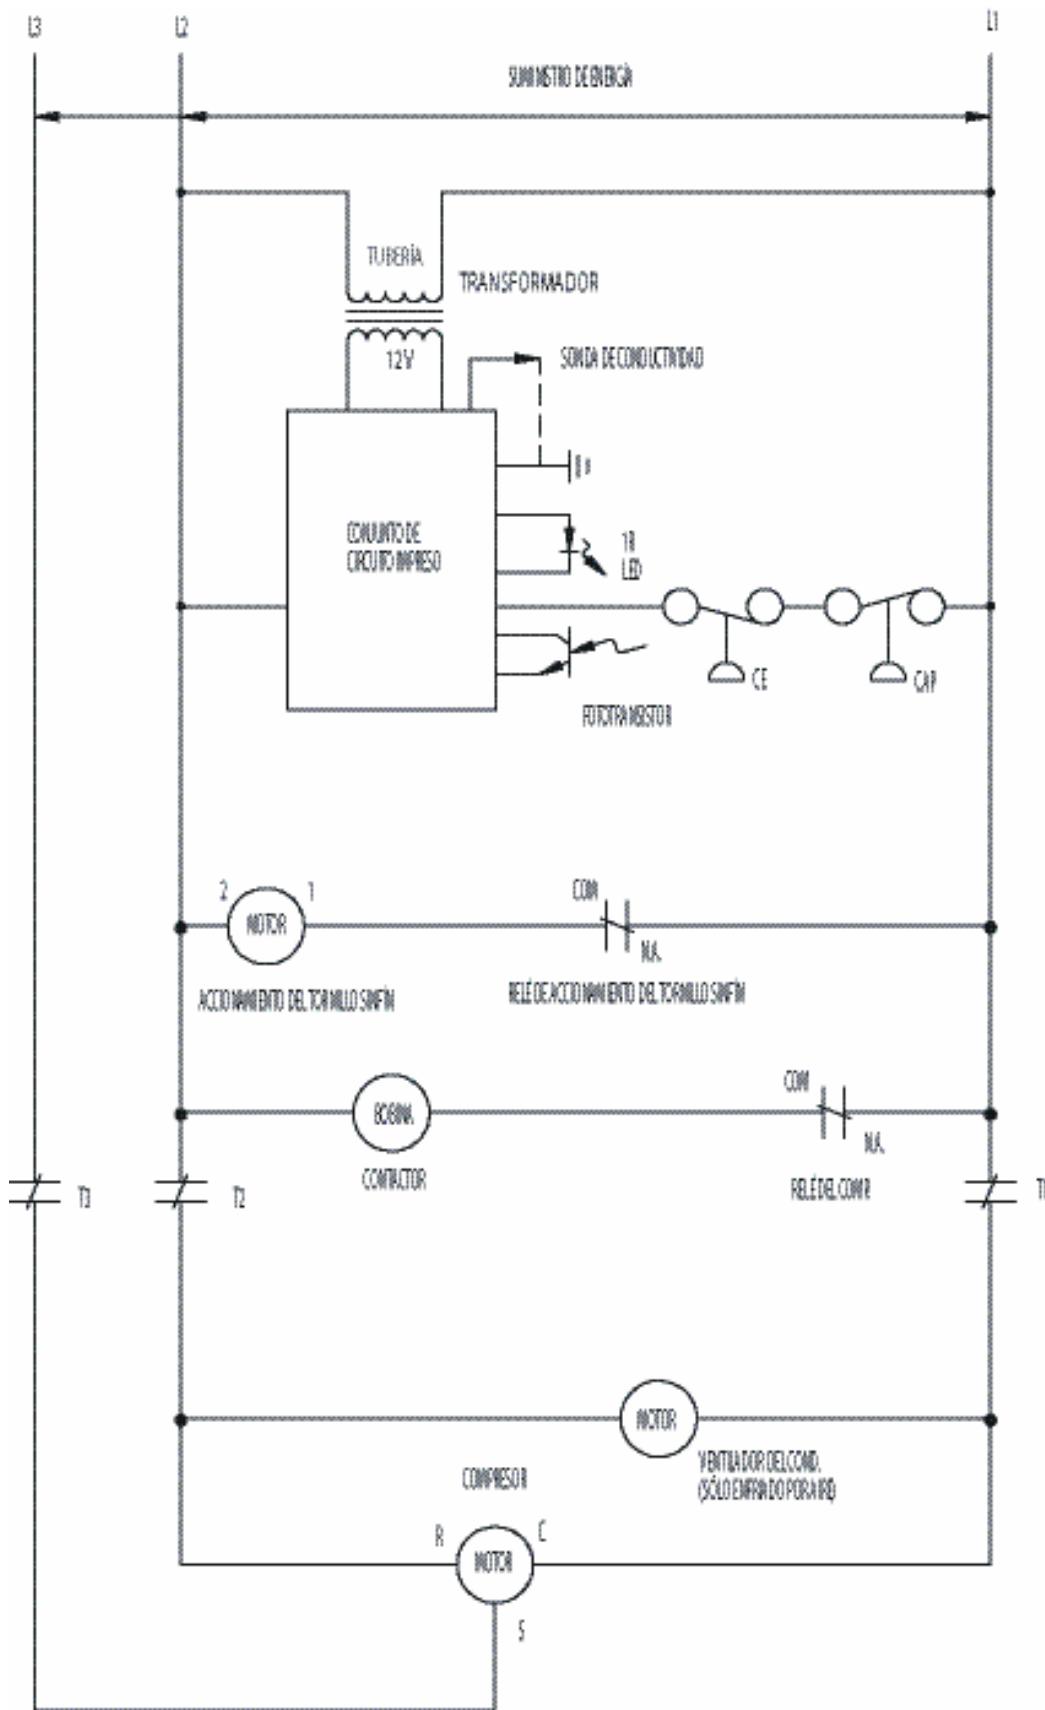 L3
L2
L1
SUMINISTRO DE ENERGÍA
TUBERÍA
TRANSFORMADOR
12V
SONDA DE CONDUCTIVIDAD
CONJUNTO DE
CIRCUITO IMPRESO
1R
LED
CE
CAP
FOTOTRANSISTOR
2
1
MOTOR
COM
N.A.
ACCIONAMIENTO DEL TORNILLO SINFÍN
RELÉ DE ACCIONAMIENTO DEL TORNILLO SINFÍN
COM
BOBINA
N.A.
CONTACTOR
RELÉ DEL COMR
T3
T2
T1
MOTOR
VENTILADOR DEL COND.
(SÓLO ENFRIADO POR AIRE)
COMPRESOR
R
C
MOTOR
S